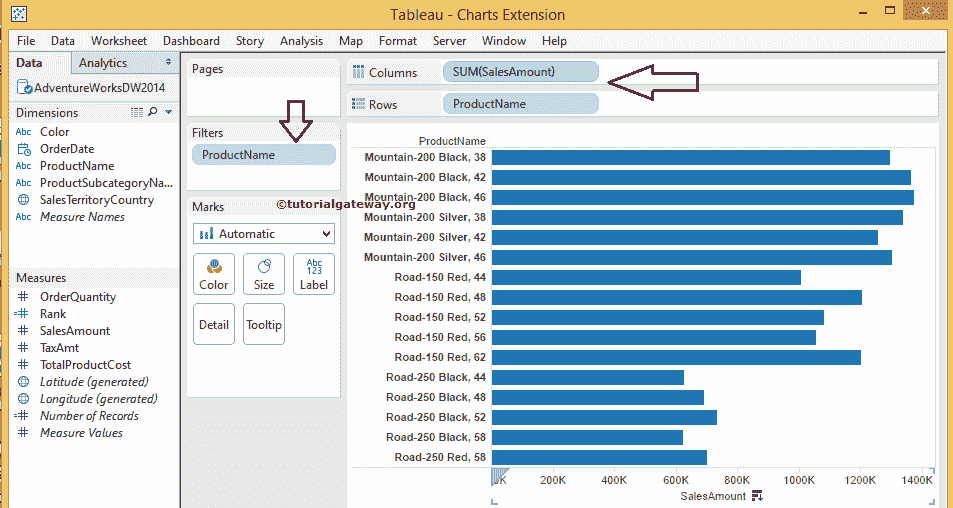 Tableau - Charts Extension
File Data Worksheet Dashboard Story Analysis Map Format Server Window Help
Data Analytics
AdventureWorksDW2014
Dimensions
Abc Color
OrderDate
Abc ProductName
Abc ProductSubcategoryNa...
SalesTerritoryCountry
Abc Measure Names
Measures
OrderQuantity
Rank
SalesAmount
TaxAmt
TotalProductCost
Latitude (generated)
Longitude (generated)
Number of Records
Measure Values
Pages
Filters
ProductName
Marks
©tutorialgateway.org
Automatic
Color Size Abc 123 Label
Detail Tooltip
Columns SUM(SalesAmount)
Rows ProductName
ProductName
Mountain-200 Black, 38
Mountain-200 Black, 42
Mountain-200 Black, 46
Mountain-200 Silver, 38
Mountain-200 Silver, 42
Mountain-200 Silver, 46
Road-150 Red, 44
Road-150 Red, 48
Road-150 Red, 52
Road-150 Red, 56
Road-150 Red, 62
Road-250 Black, 44
Road-250 Black, 48
Road-250 Black, 52
Road-250 Black, 58
Road-250 Red, 58
0K 200K 400K 600K 800K 1000K 1200K 1400K
SalesAmount